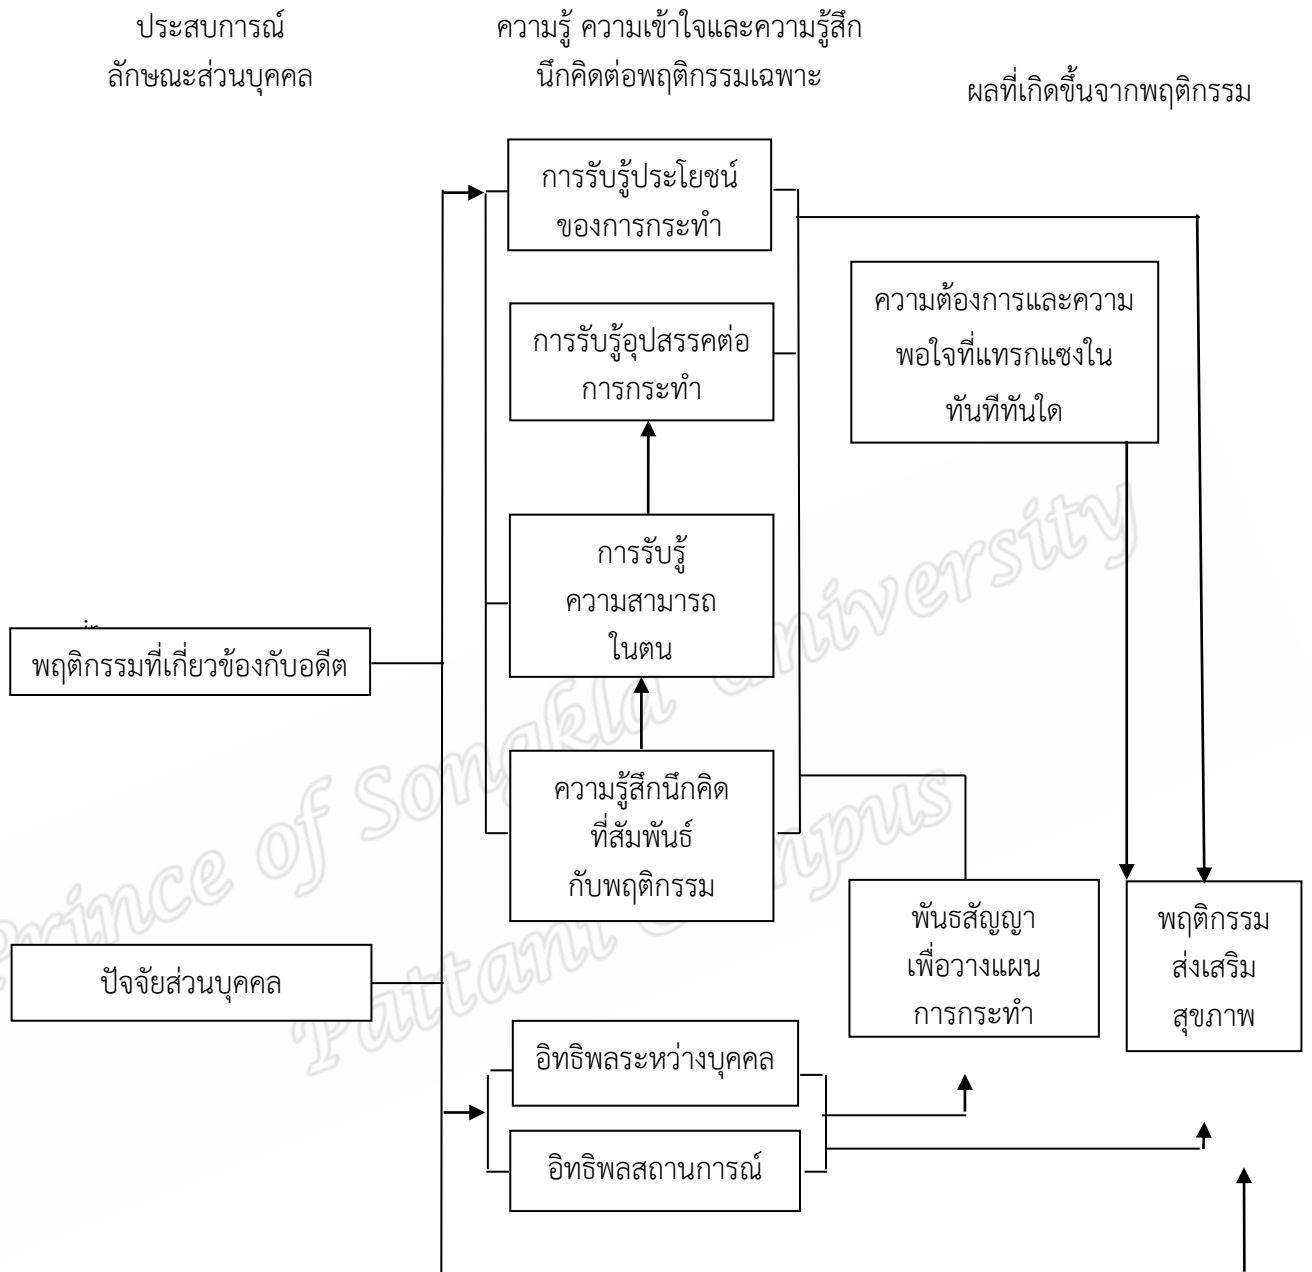 ประสบการณ์
ลักษณะส่วนบุคคล
ความรู้ ความเข้าใจและความรู้สึก
นึกคิดต่อพฤติกรรมเฉพาะ
ผลที่เกิดขึ้นจากพฤติกรรม
การรับรู้ประโยชน์
ของการกระทำ
ความต้องการและความ
พอใจที่แทรกแซงใน
ทันทีทันใด
การรับรู้อุปสรรคต่อ
การกระทำ
การรับรู้
ความสามารถ
ในตน
พฤติกรรมที่เกี่ยวข้องกับอดีต
ความรู้สึกนึกคิด
ที่สัมพันธ์
กับพฤติกรรม
พันธสัญญา
เพื่อวางแผน
การกระทำ
พฤติกรรม
ส่งเสริม
สุขภาพ
ปัจจัยส่วนบุคคล
อิทธิพลระหว่างบุคคล
อิทธิพลสถานการณ์
Prince of Songkla University
Pattani Campus